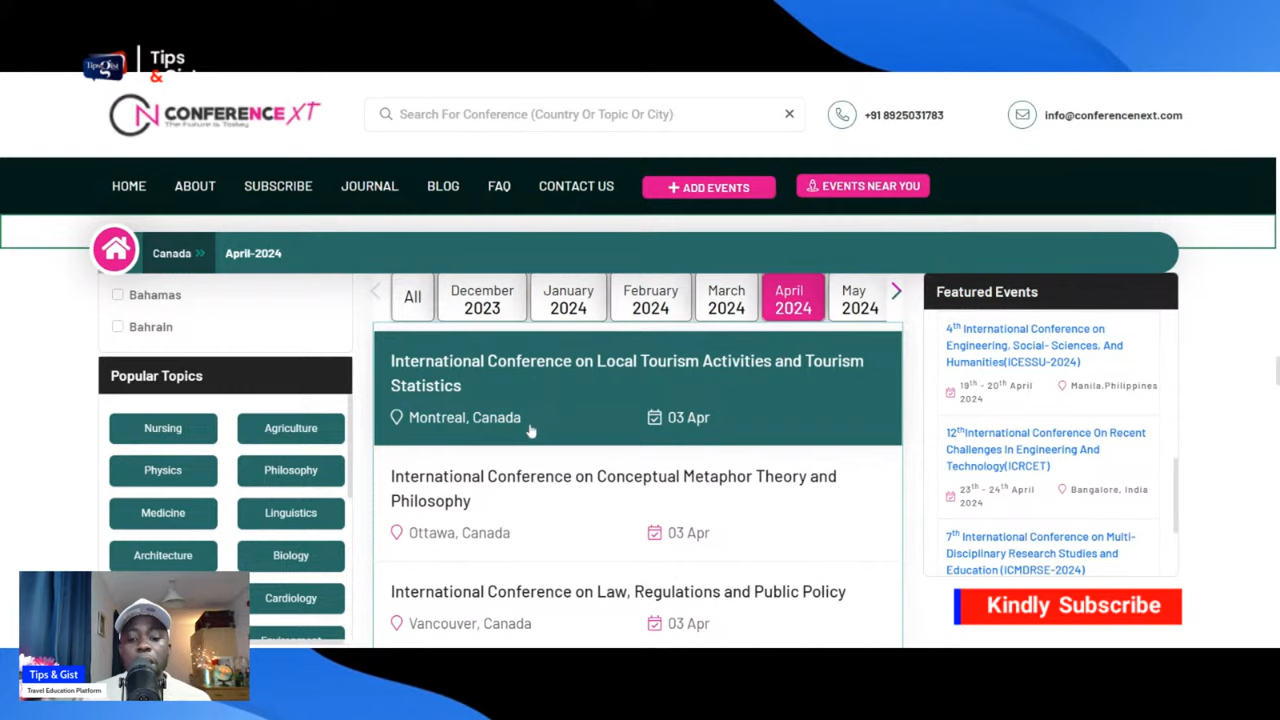 Tips
&
TipsGist
CONFERENCE XT
The Future is Today
Search For Conference (Country Or Topic Or City)
+91 8925031783
info@conferencenext.com
HOME
ABOUT
SUBSCRIBE
JOURNAL
BLOG
FAQ
CONTACT US
ADD EVENTS
EVENTS NEAR YOU
Canada »
April-2024
Bahamas
Bahrain
Popular Topics
Nursing
Agriculture
Physics
Philosophy
Medicine
Linguistics
Architecture
Biology
Cardiology
All
December
2023
January
2024
February
2024
March
2024
April
2024
May
2024
International Conference on Local Tourism Activities and Tourism
Statistics
Montreal, Canada
03 Apr
International Conference on Conceptual Metaphor Theory and
Philosophy
Ottawa, Canada
03 Apr
International Conference on Law, Regulations and Public Policy
Vancouver, Canada
03 Apr
Featured Events
4th International Conference on
Engineering, Social- Sciences, And
Humanities(ICESSU-2024)
19th - 20th April
2024
Manila.Philippines
12thInternational Conference On Recent
Challenges In Engineering And
Technology(ICRCET)
23th - 24th April
2024
Bangalore, India
7th International Conference on Multi-
Disciplinary Research Studies and
Education (ICMDRSE-2024)
Kindly Subscribe
Tips & Gist
Travel Education Platform